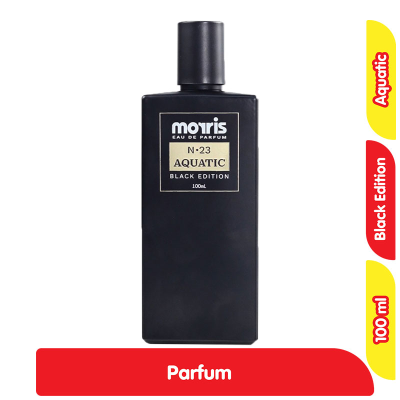 morris
EAU DE PARFUM
N•23
AQUATIC
BLACK EDITION
100mL
Aquatic
Black Edition
100 ml
Parfum